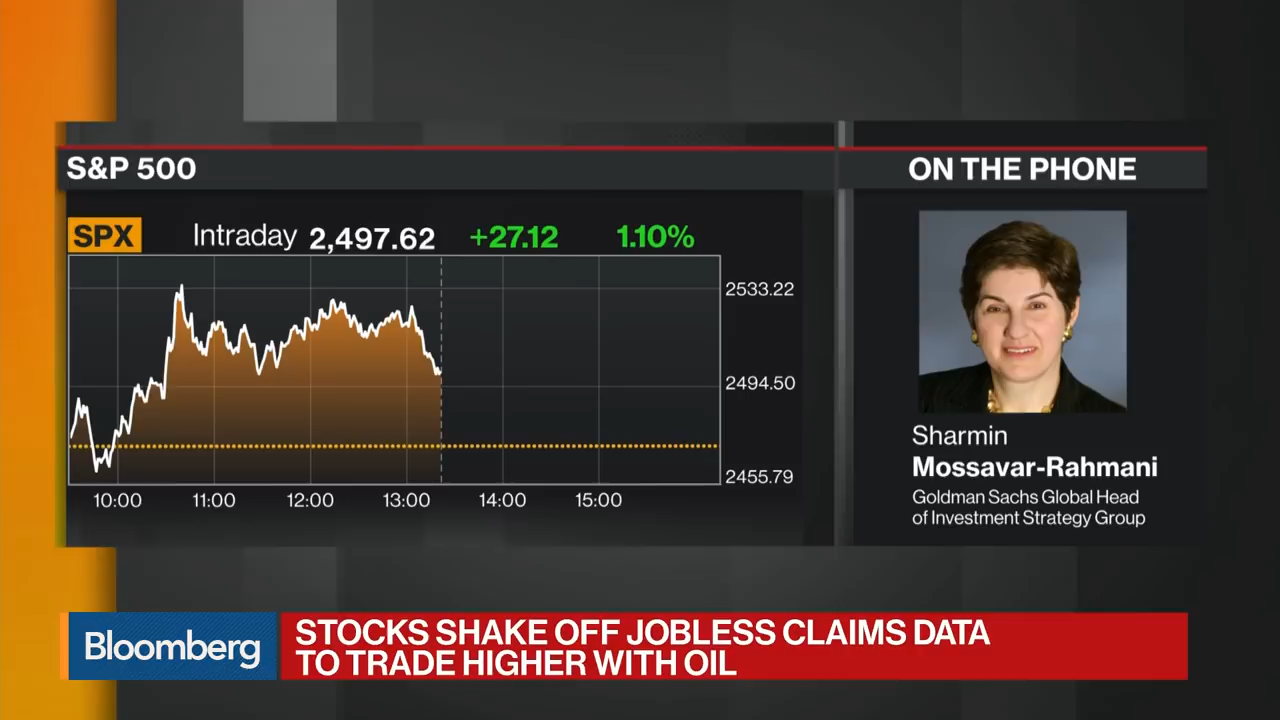 S&P 500
ON THE PHONE
SPX Intraday 2,497.62 +27.12 1.10%
2533.22
2494.50
2455.79
10:00 11:00 12:00 13:00 14:00 15:00
Sharmin
Mossavar-Rahmani
Goldman Sachs Global Head
of Investment Strategy Group
Bloomberg
STOCKS SHAKE OFF JOBLESS CLAIMS DATA
TO TRADE HIGHER WITH OIL